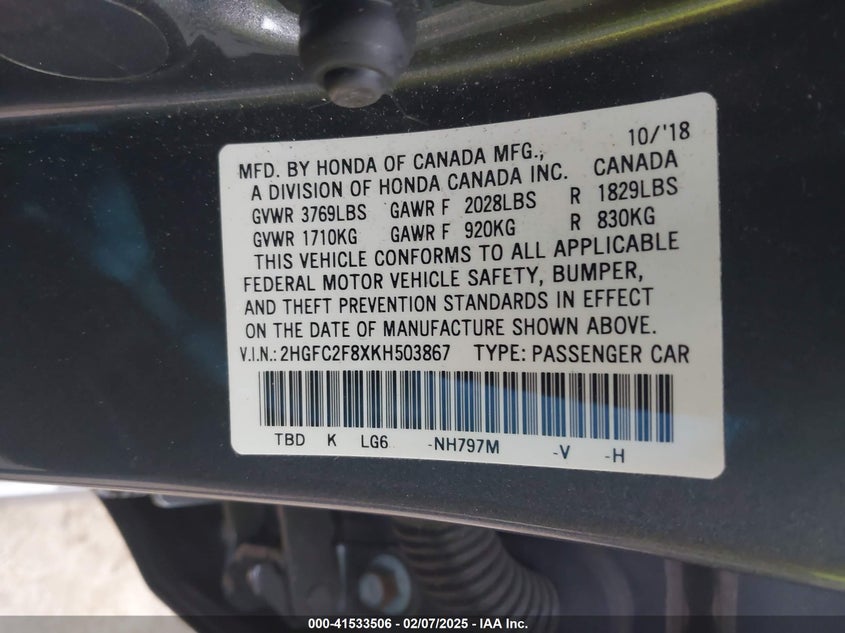 10/'18
MFD. BY HONDA OF CANADA MFG., CANADA
A DIVISION OF HONDA CANADA INC.
GVWR 3769LBS GAWR F 2028LBS R 1829LBS
GVWR 1710KG GAWR F 920KG R 830KG
THIS VEHICLE CONFORMS TO ALL APPLICABLE
FEDERAL MOTOR VEHICLE SAFETY, BUMPER,
AND THEFT PREVENTION STANDARDS IN EFFECT
ON THE DATE OF MANUFACTURE SHOWN ABOVE.
V.I.N.: 2HGFC2F8XKH503867 TYPE: PASSENGER CAR
TBD K LG6 -NH797M -V -H
000-41533506 — 02/07/2025 — IAA Inc.